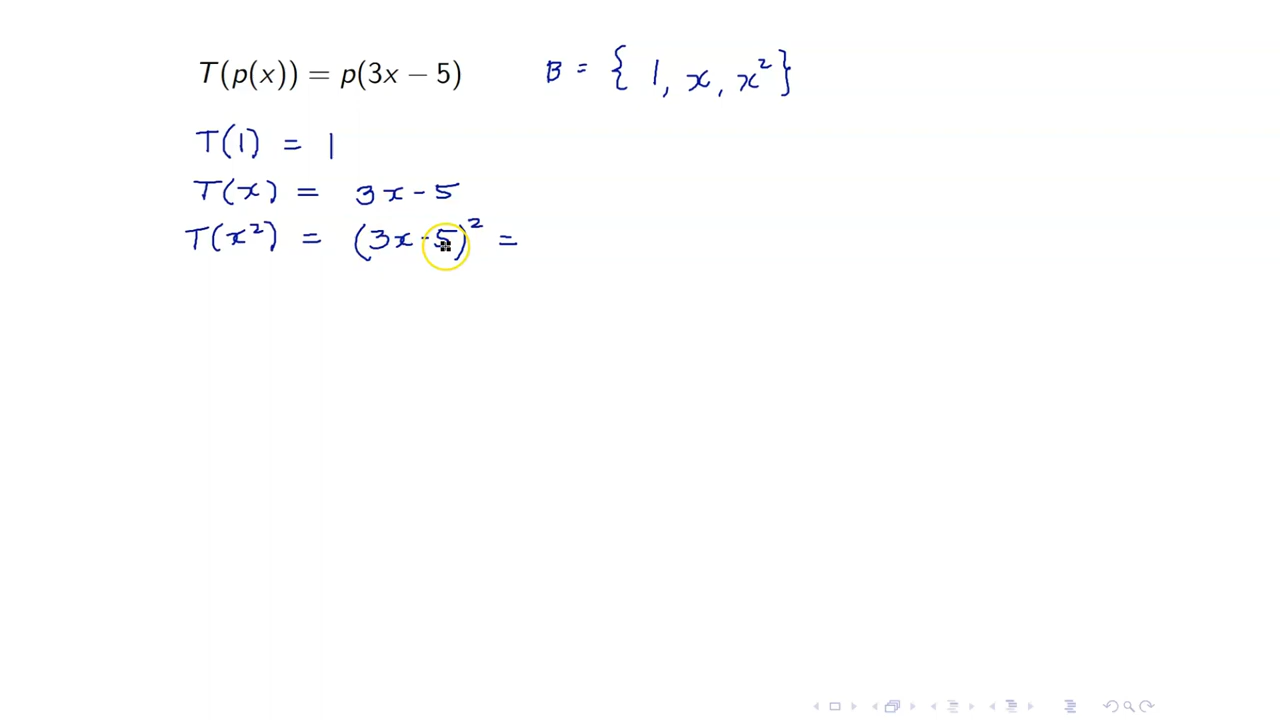 T(p(x)) = p(3x − 5) B = { 1, x, x² }
T(1) = 1
T(x) = 3x - 5
T(x²) = (3x - 5)² =